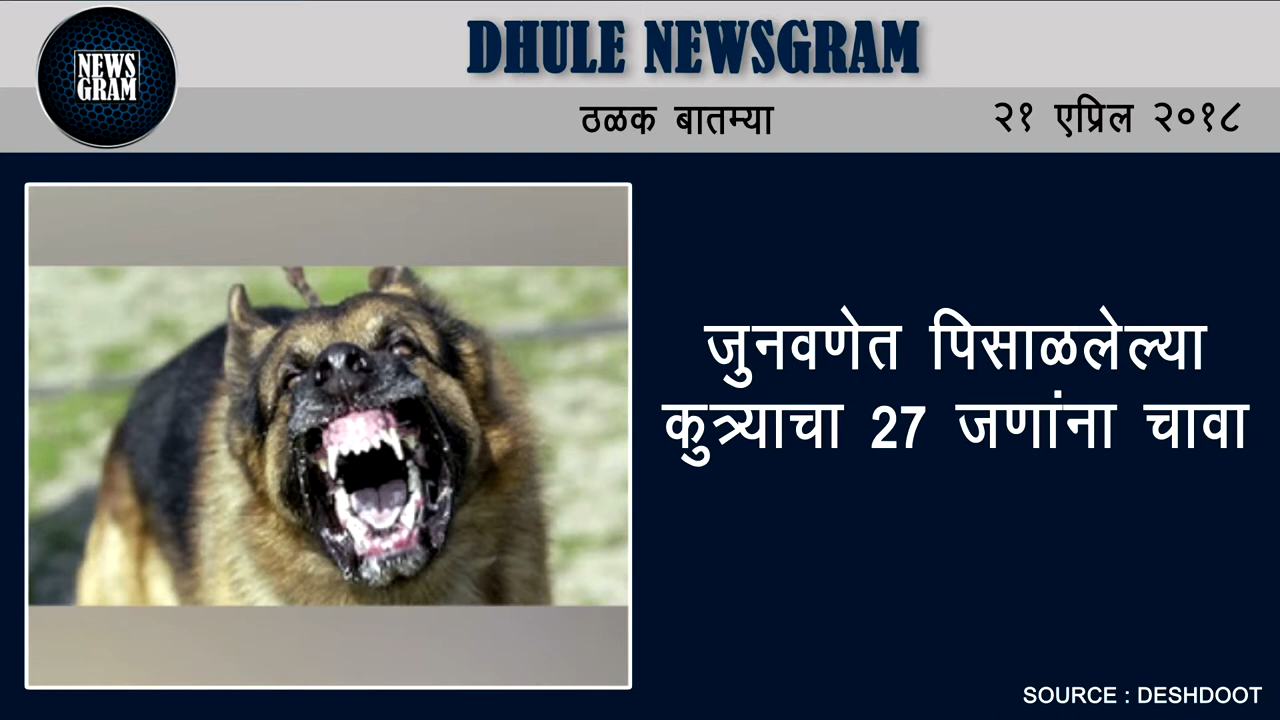 NEWS
GRAM
DHULE NEWSGRAM
ठळक बातम्या
२१ एप्रिल २०१८
जुनवणेत पिसाळलेल्या
कुत्र्याचा 27 जणांना चावा
SOURCE : DESHDOOT